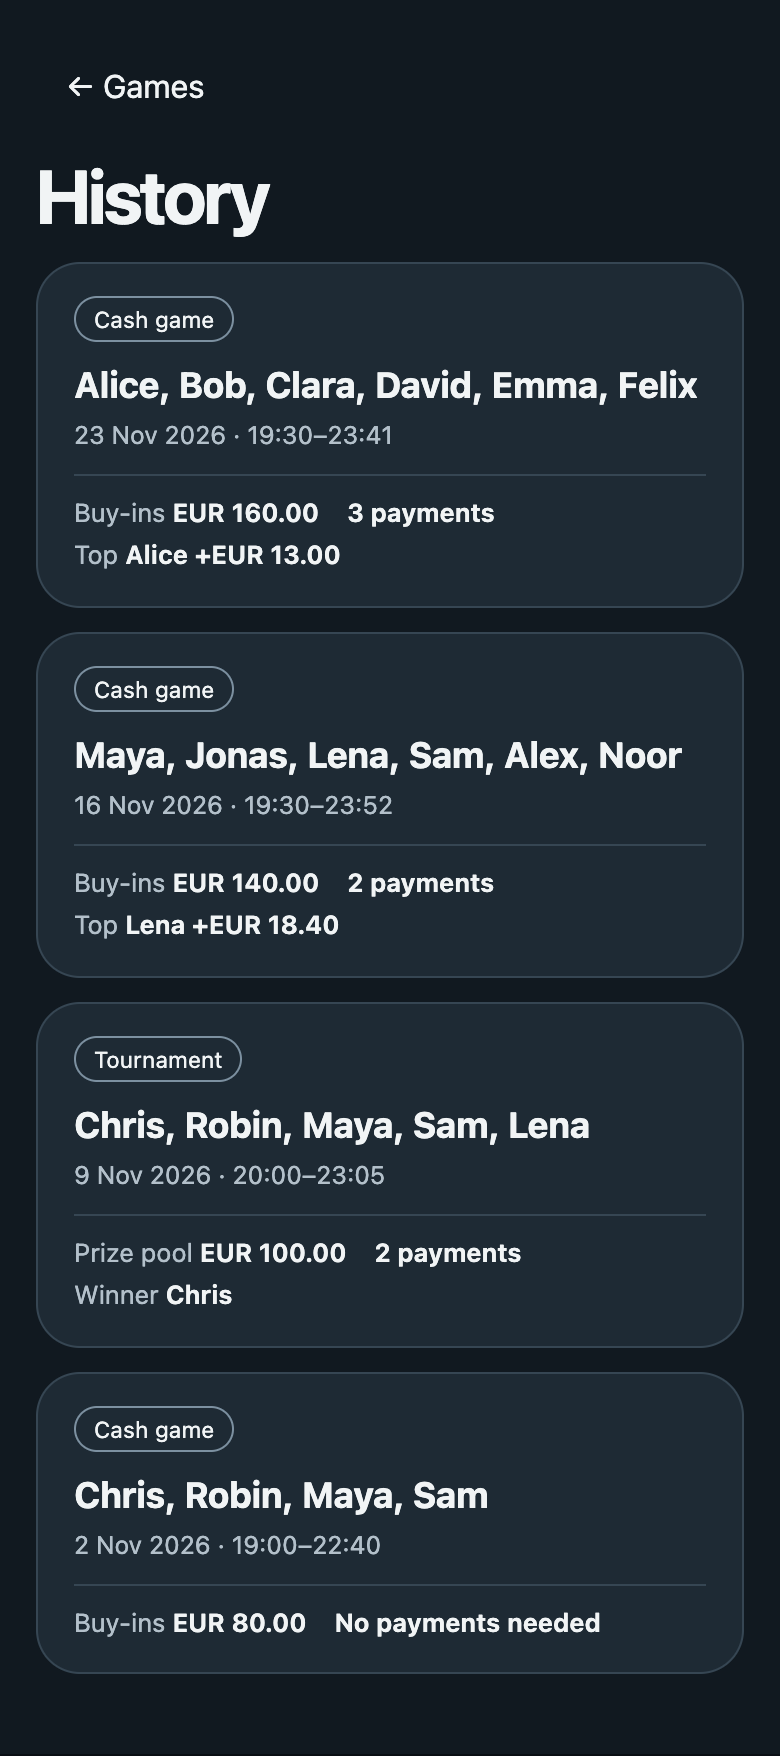 ← Games
History
Cash game
Alice, Bob, Clara, David, Emma, Felix
23 Nov 2026 · 19:30–23:41
Buy-ins EUR 160.00 3 payments
Top Alice +EUR 13.00
Cash game
Maya, Jonas, Lena, Sam, Alex, Noor
16 Nov 2026 · 19:30–23:52
Buy-ins EUR 140.00 2 payments
Top Lena +EUR 18.40
Tournament
Chris, Robin, Maya, Sam, Lena
9 Nov 2026 · 20:00–23:05
Prize pool EUR 100.00 2 payments
Winner Chris
Cash game
Chris, Robin, Maya, Sam
2 Nov 2026 · 19:00–22:40
Buy-ins EUR 80.00 No payments needed